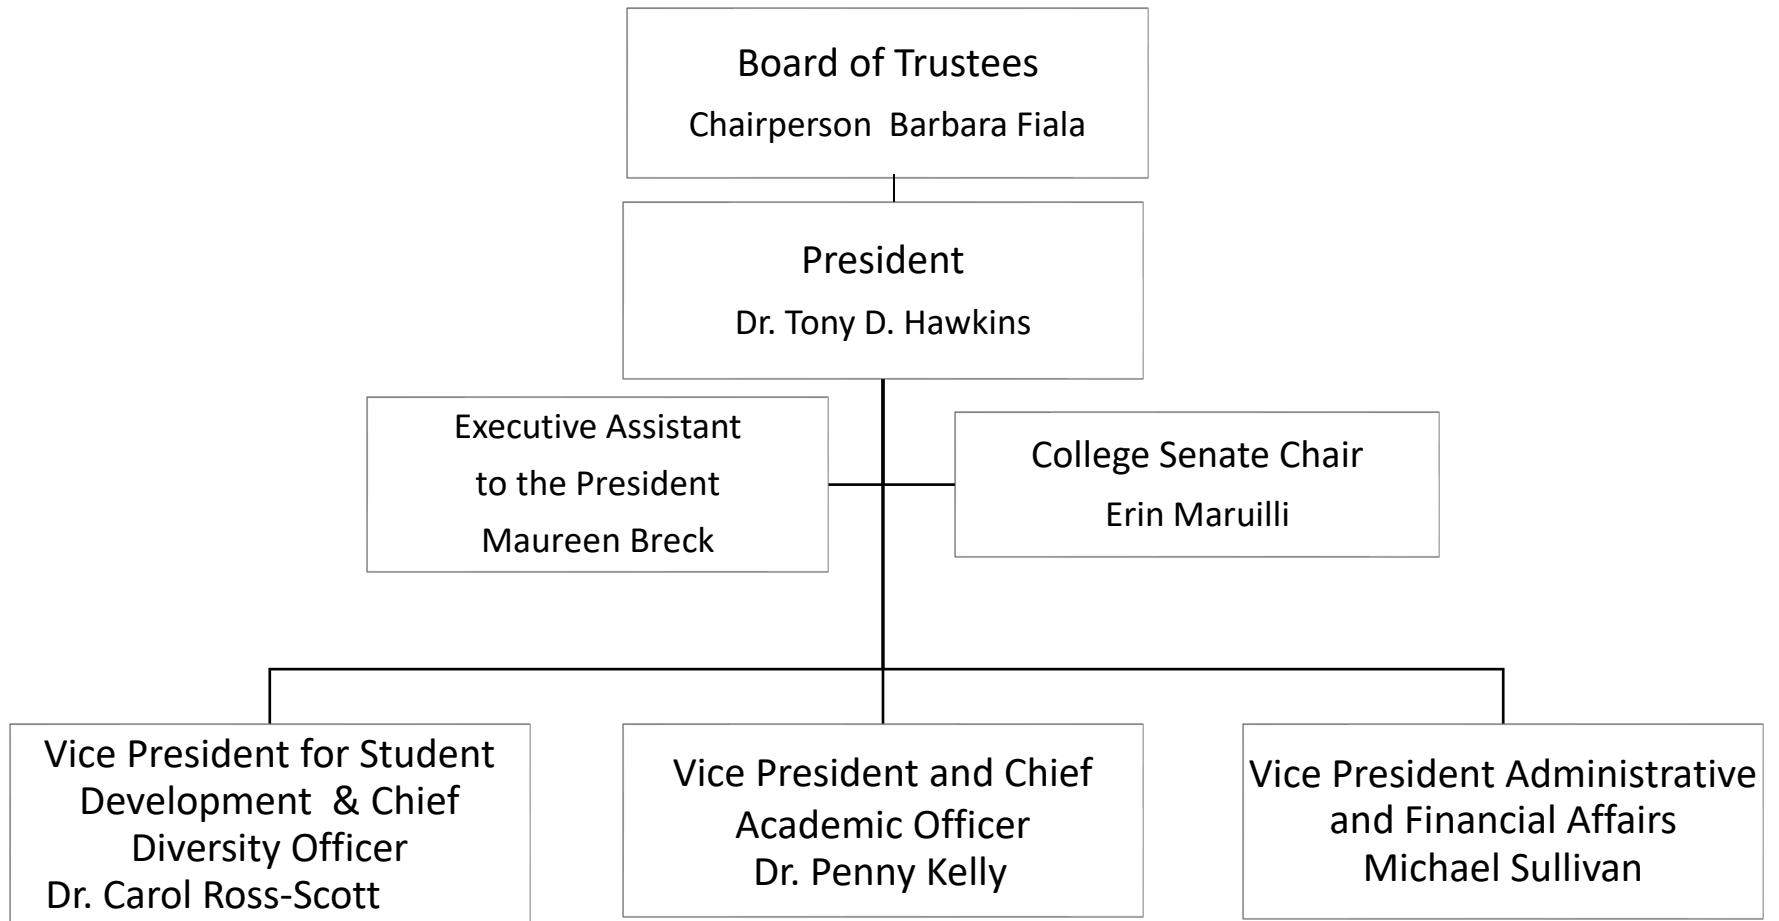 Board of Trustees
Chairperson  Barbara Fiala
President
Dr. Tony D. Hawkins
Executive Assistant
to the President
Maureen Breck
College Senate Chair
Erin Maruilli
Vice President for Student
Development  & Chief
Diversity Officer
Dr. Carol Ross-Scott
Vice President and Chief
Academic Officer
Dr. Penny Kelly
Vice President Administrative
and Financial Affairs
Michael Sullivan